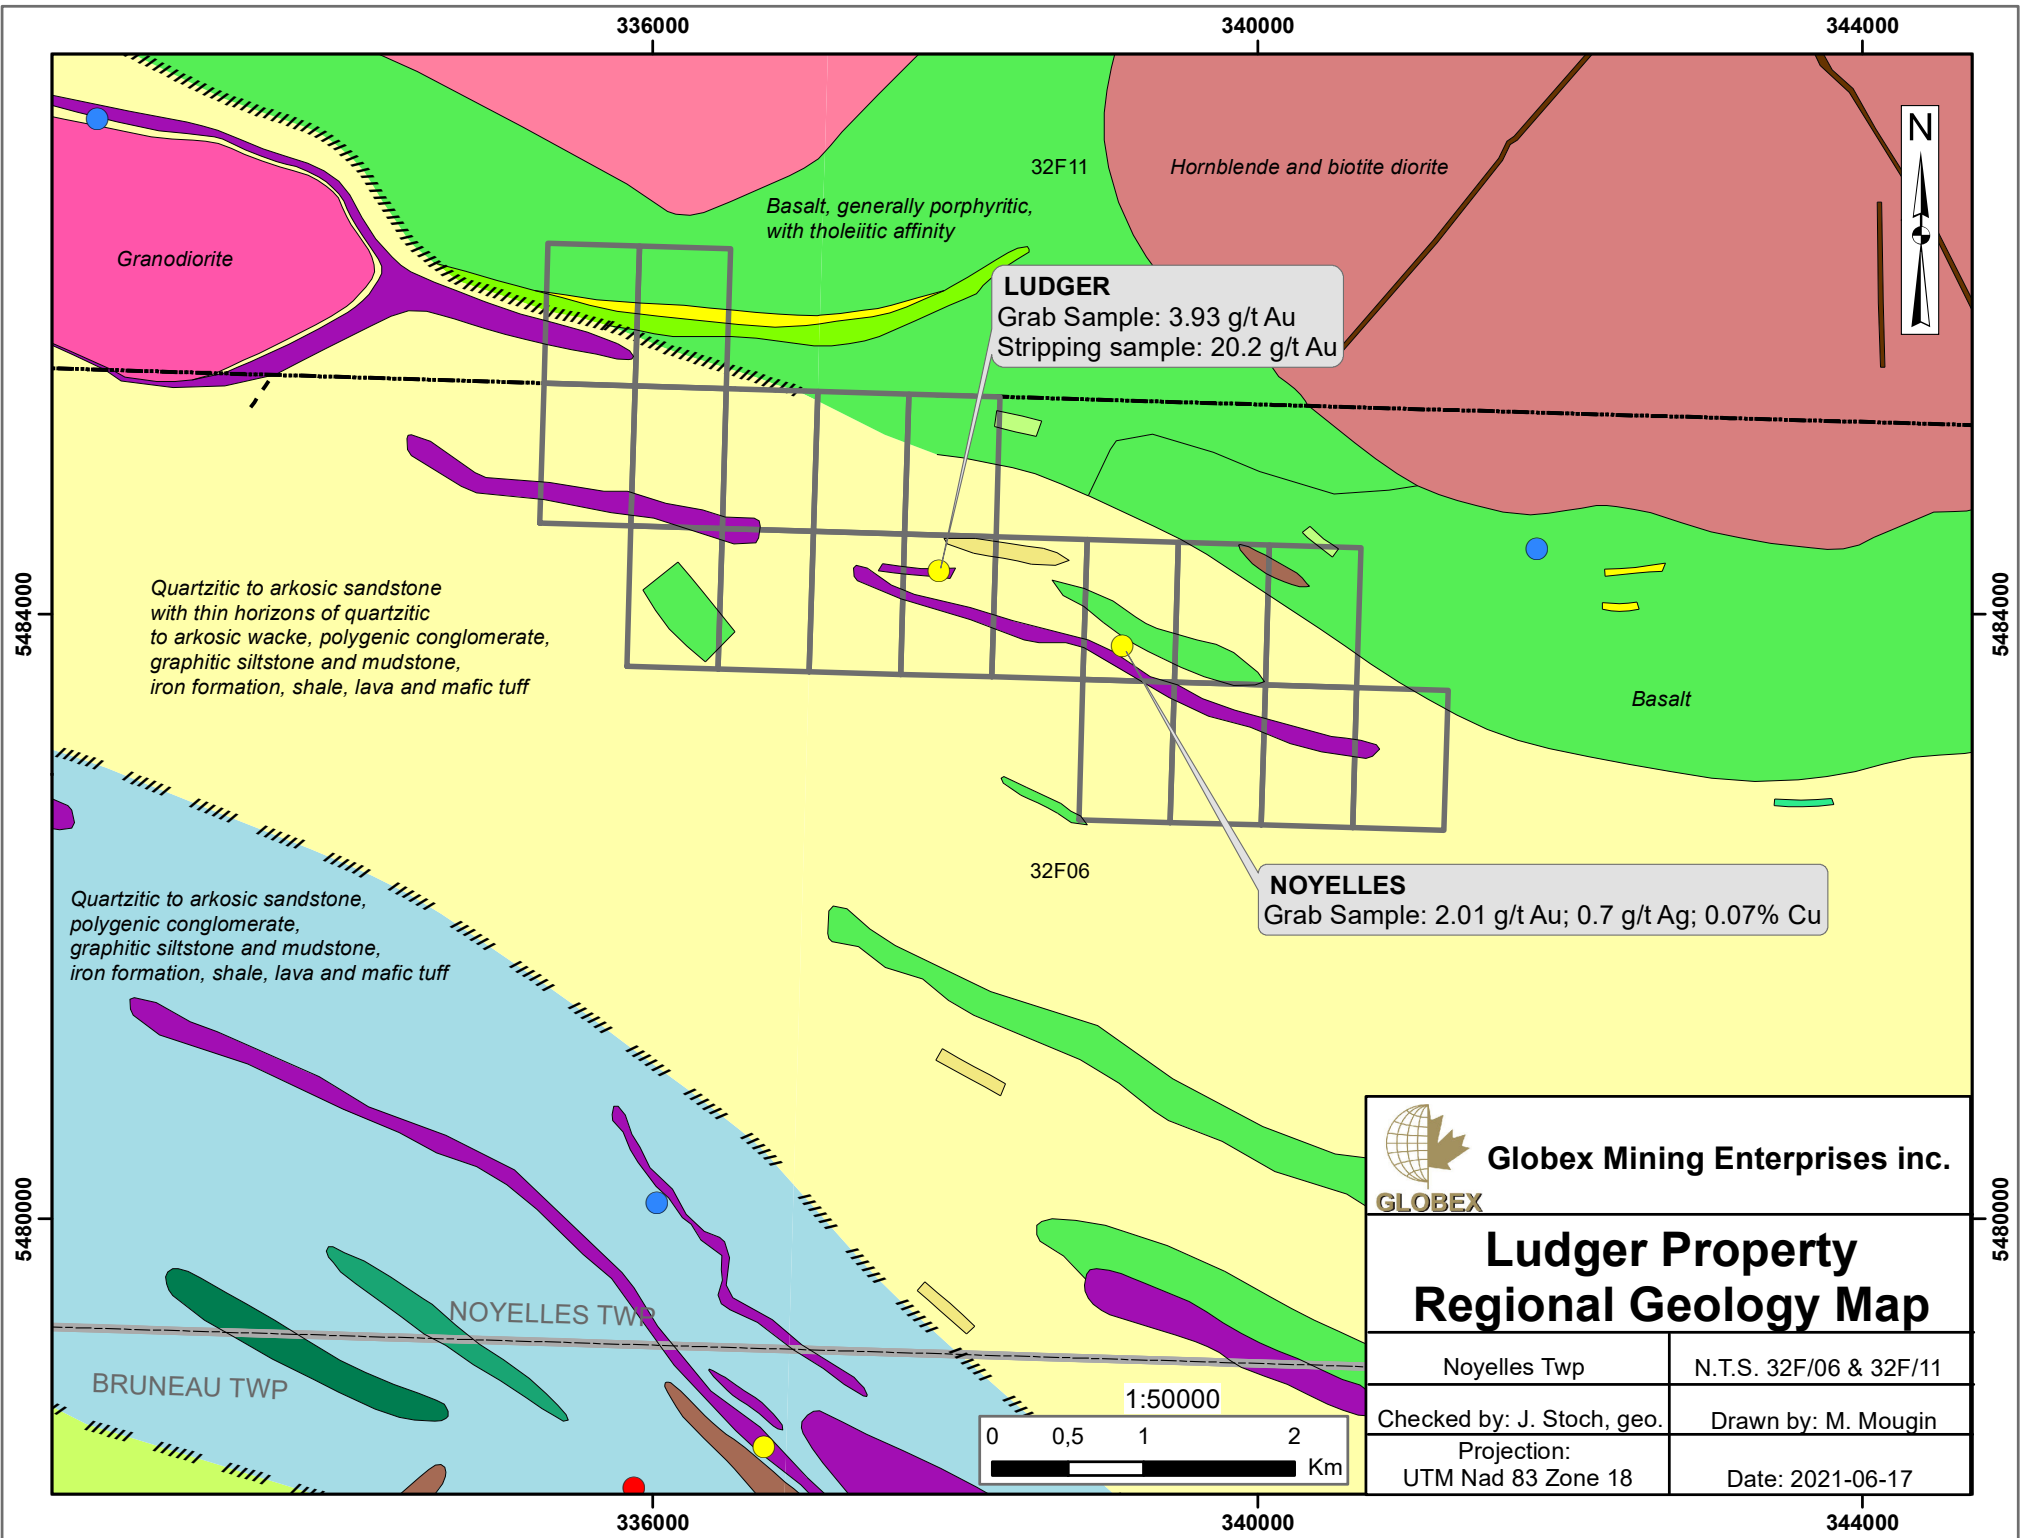 336000
340000
344000
N
32F11
Hornblende and biotite diorite
Basalt, generally porphyritic,
with tholeiitic affinity
Granodiorite
LUDGER
Grab Sample: 3.93 g/t Au
Stripping sample: 20.2 g/t Au
5484000
5484000
Quartzitic to arkosic sandstone
with thin horizons of quartzitic
to arkosic wacke, polygenic conglomerate,
graphitic siltstone and mudstone,
iron formation, shale, lava and mafic tuff
Basalt
32F06
NOYELLES
Grab Sample: 2.01 g/t Au; 0.7 g/t Ag; 0.07% Cu
Quartzitic to arkosic sandstone,
polygenic conglomerate,
graphitic siltstone and mudstone,
iron formation, shale, lava and mafic tuff
5480000
5480000
NOYELLES TWP
BRUNEAU TWP
1:50000
0 0,5 1 2
Km
GLOBEX
Globex Mining Enterprises inc.
Ludger Property
Regional Geology Map
Noyelles Twp
N.T.S. 32F/06 & 32F/11
Checked by: J. Stoch, geo.
Drawn by: M. Mougin
Projection:
UTM Nad 83 Zone 18
Date: 2021-06-17
336000
340000
344000